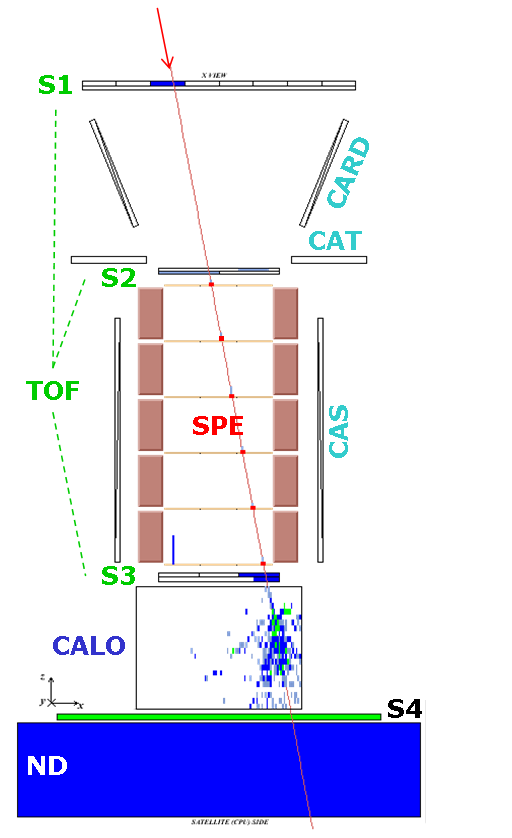 X VIEW
S1
CARD
CAT
S2
TOF
SPE
CAS
S3
CALO
z
y
x
S4
ND
SATELLITE (CPU) SIDE